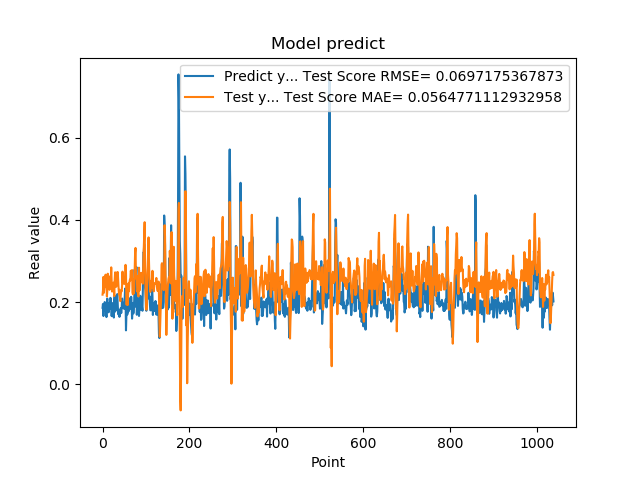 Model predict
Predict y... Test Score RMSE= 0.0697175367873
Test y... Test Score MAE= 0.0564771112932958
Real value
0.6
0.4
0.2
0.0
0
200
400
600
800
1000
Point